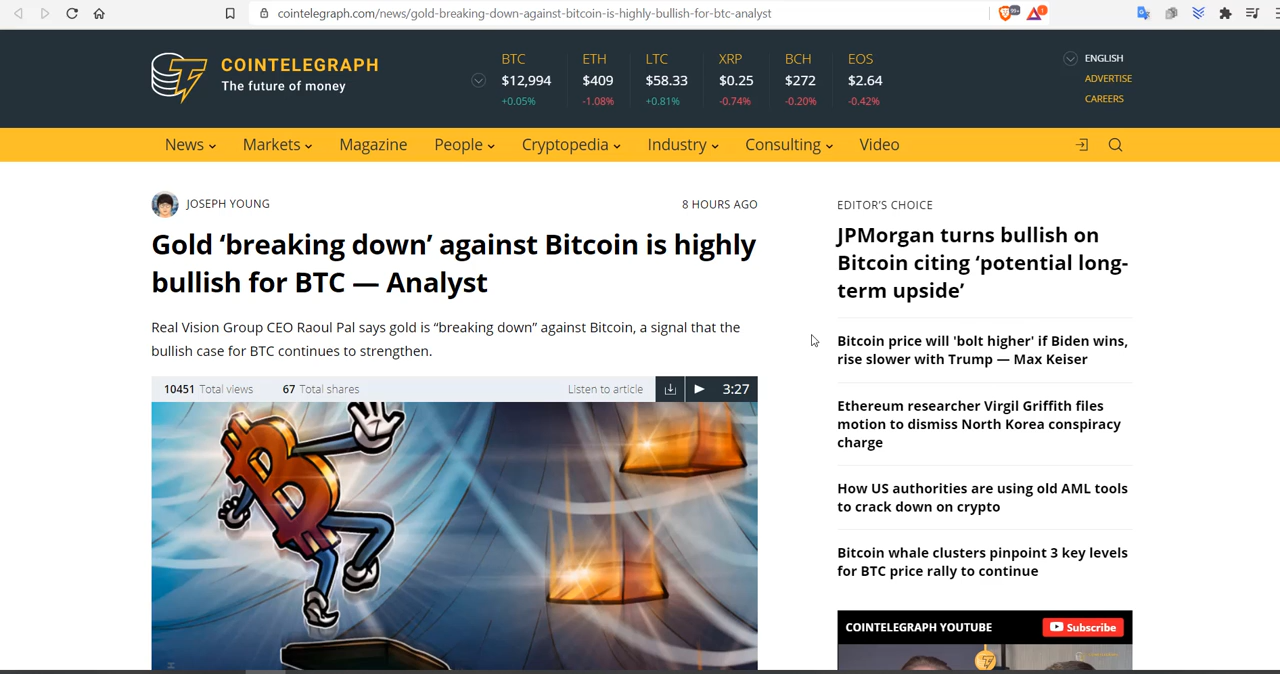 cointelegraph.com/news/gold-breaking-down-against-bitcoin-is-highly-bullish-for-btc-analyst
99+
1
COINTELEGRAPH
The future of money
BTC ETH LTC XRP BCH EOS
$12,994 $409 $58.33 $0.25 $272 $2.64
+0.05% -1.08% +0.81% -0.74% -0.20% -0.42%
ENGLISH
ADVERTISE
CAREERS
News Markets Magazine People Cryptopedia Industry Consulting Video
JOSEPH YOUNG
8 HOURS AGO
Gold ‘breaking down’ against Bitcoin is highly
bullish for BTC — Analyst
Real Vision Group CEO Raoul Pal says gold is “breaking down” against Bitcoin, a signal that the
bullish case for BTC continues to strengthen.
10451 Total views 67 Total shares Listen to article 3:27
EDITOR’S CHOICE
JPMorgan turns bullish on
Bitcoin citing ‘potential long-
term upside’
Bitcoin price will 'bolt higher' if Biden wins,
rise slower with Trump — Max Keiser
Ethereum researcher Virgil Griffith files
motion to dismiss North Korea conspiracy
charge
How US authorities are using old AML tools
to crack down on crypto
Bitcoin whale clusters pinpoint 3 key levels
for BTC price rally to continue
COINTELEGRAPH YOUTUBE
Subscribe